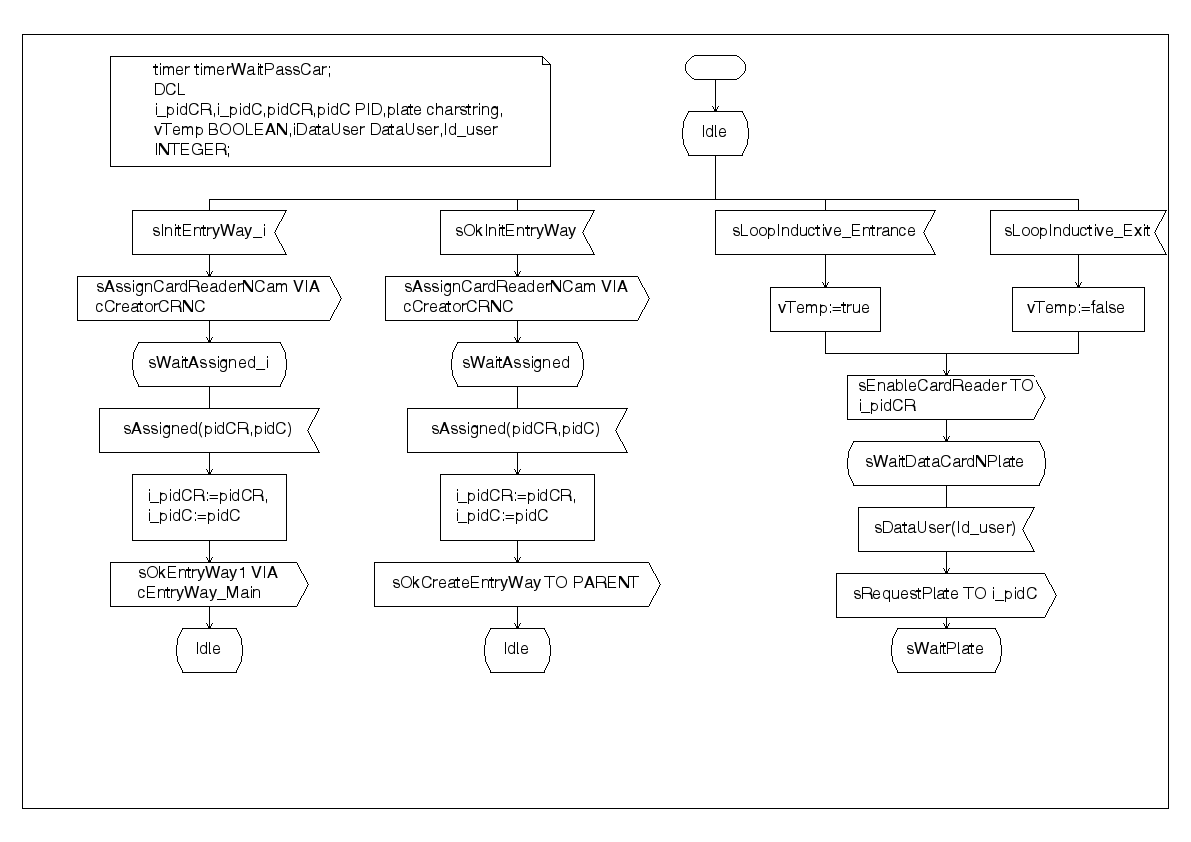 timer timerWaitPassCar;
DCL
i_pidCR,i_pidC,pidCR,pidC PID,plate charstring,
vTemp BOOLEAN,iDataUser DataUser,Id_user
INTEGER;
Idle
sInitEntryWay_i
sAssignCardReaderNCam VIA
cCreatorCRNC
sWaitAssigned_i
sAssigned(pidCR,pidC)
i_pidCR:=pidCR,
i_pidC:=pidC
sOkEntryWay1 VIA
cEntryWay_Main
Idle
sOkInitEntryWay
sAssignCardReaderNCam VIA
cCreatorCRNC
sWaitAssigned
sAssigned(pidCR,pidC)
i_pidCR:=pidCR,
i_pidC:=pidC
sOkCreateEntryWay TO PARENT
Idle
sLoopInductive_Entrance
vTemp:=true
sLoopInductive_Exit
vTemp:=false
sEnableCardReader TO
i_pidCR
sWaitDataCardNPlate
sDataUser(Id_user)
sRequestPlate TO i_pidC
sWaitPlate